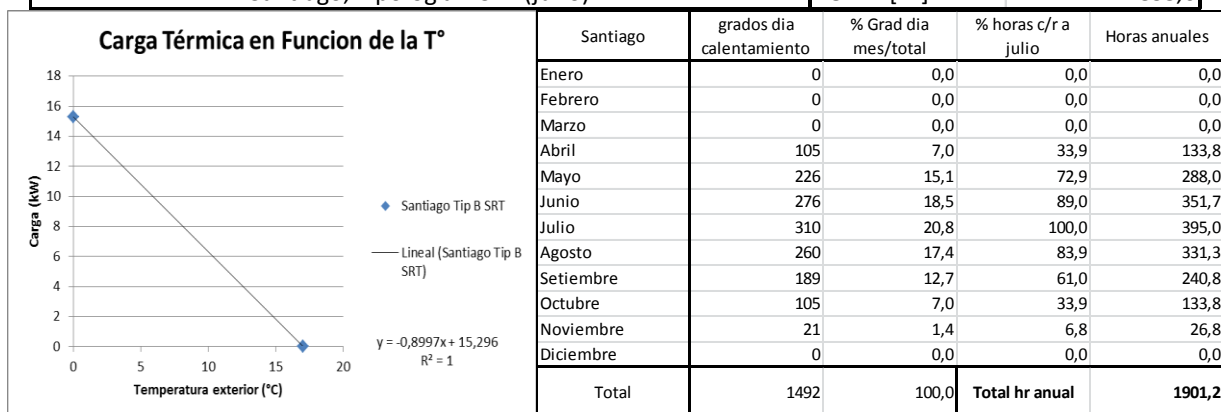 Carga Térmica en Funcion de la T°
Carga (kW)
18
16
14
12
10
8
6
4
2
0
0 5 10 15 20
Temperatura exterior (°C)
Santiago Tip B SRT
Lineal (Santiago Tip B
SRT)
y = -0,8997x + 15,296
R² = 1
Santiago grados dia calentamiento % Grad dia mes/total % horas c/r a julio Horas anuales
Enero 0 0,0 0,0 0,0
Febrero 0 0,0 0,0 0,0
Marzo 0 0,0 0,0 0,0
Abril 105 7,0 33,9 133,8
Mayo 226 15,1 72,9 288,0
Junio 276 18,5 89,0 351,7
Julio 310 20,8 100,0 395,0
Agosto 260 17,4 83,9 331,3
Setiembre 189 12,7 61,0 240,8
Octubre 105 7,0 33,9 133,8
Noviembre 21 1,4 6,8 26,8
Diciembre 0 0,0 0,0 0,0
Total 1492 100,0 Total hr anual 1901,2